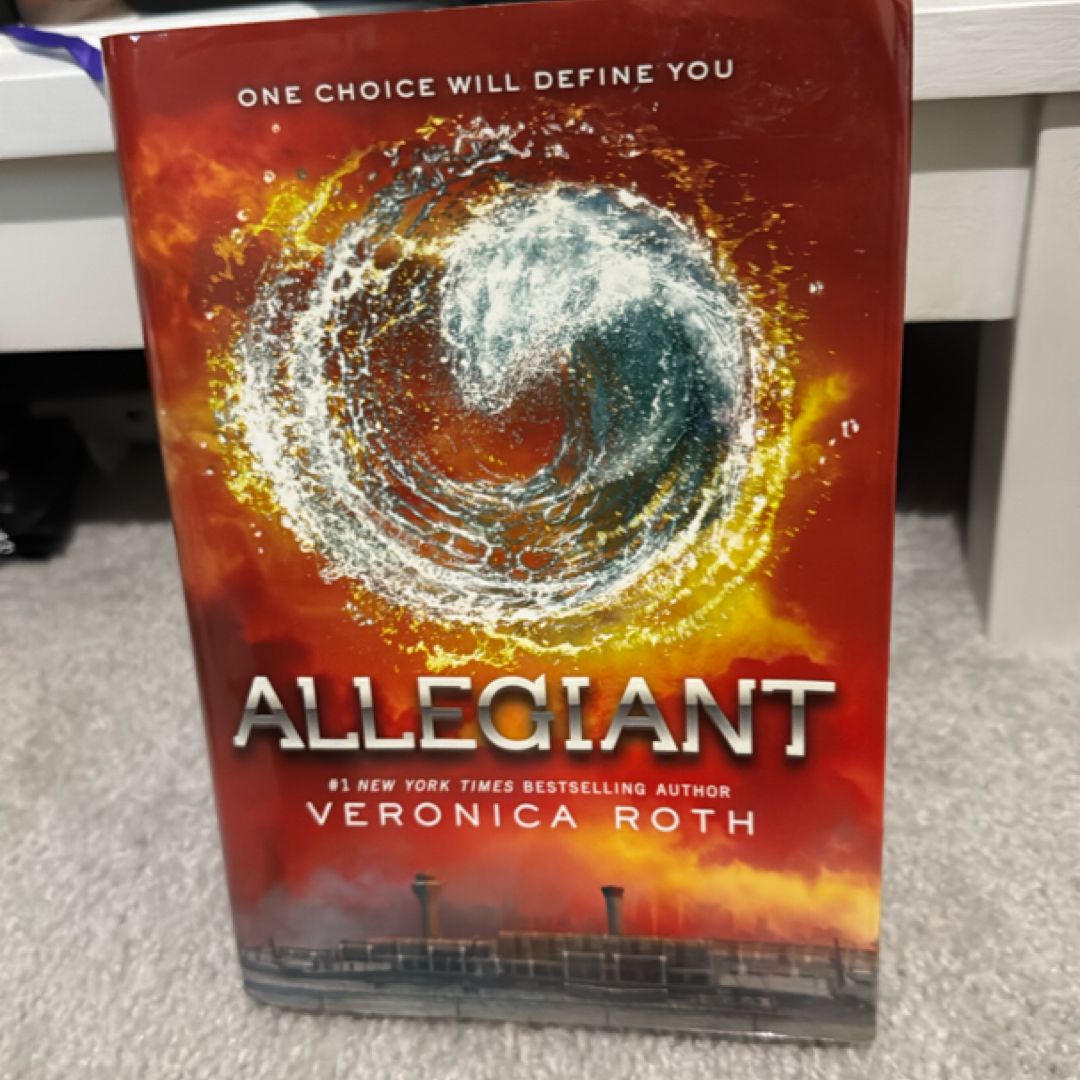 ONE CHOICE WILL DEFINE YOU
ALLEGIANT
#1 NEW YORK TIMES BESTSELLING AUTHOR
VERONICA ROTH